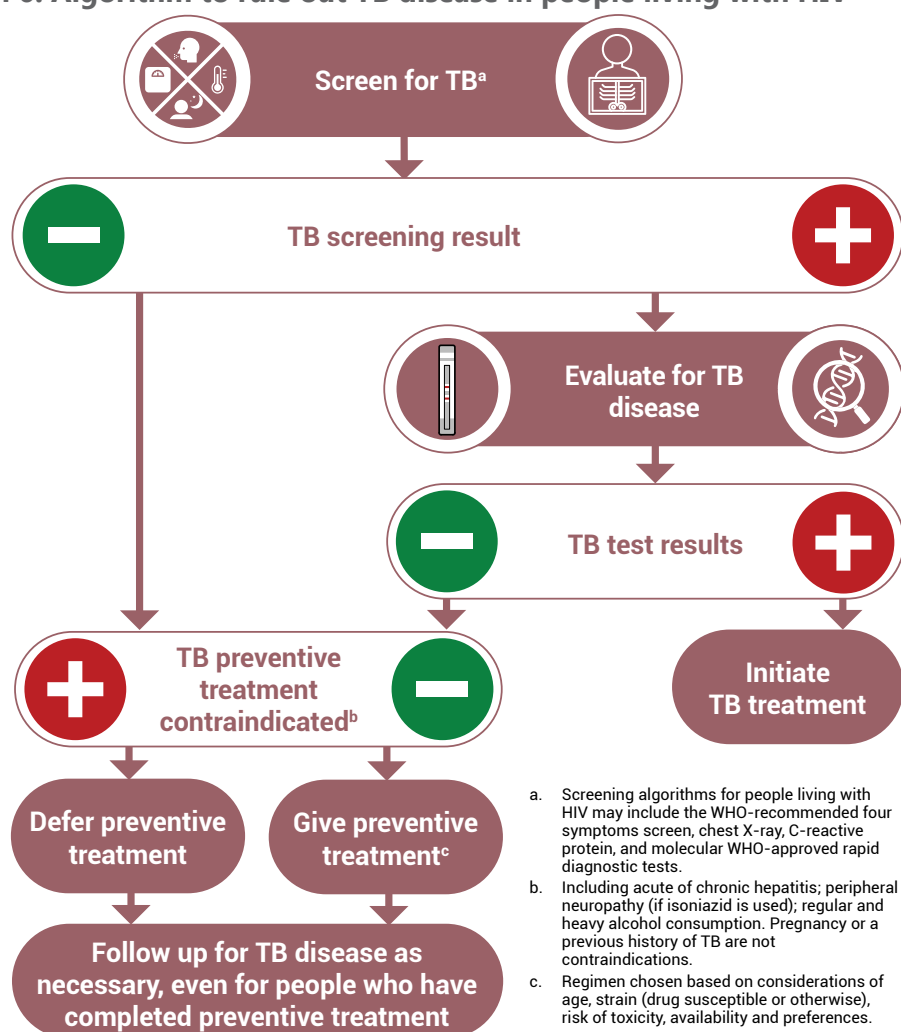 Screen for TBᵃ
TB screening result
Evaluate for TB
disease
TB test results
TB preventive
treatment
contraindicatedᵇ
Initiate
TB treatment
Defer preventive
treatment
Give preventive
treatmentᶜ
Follow up for TB disease as
necessary, even for people who have
completed preventive treatment
a. Screening algorithms for people living with
HIV may include the WHO-recommended four
symptoms screen, chest X-ray, C-reactive
protein, and molecular WHO-approved rapid
diagnostic tests.
b. Including acute of chronic hepatitis; peripheral
neuropathy (if isoniazid is used); regular and
heavy alcohol consumption. Pregnancy or a
previous history of TB are not
contraindications.
c. Regimen chosen based on considerations of
age, strain (drug susceptible or otherwise),
risk of toxicity, availability and preferences.